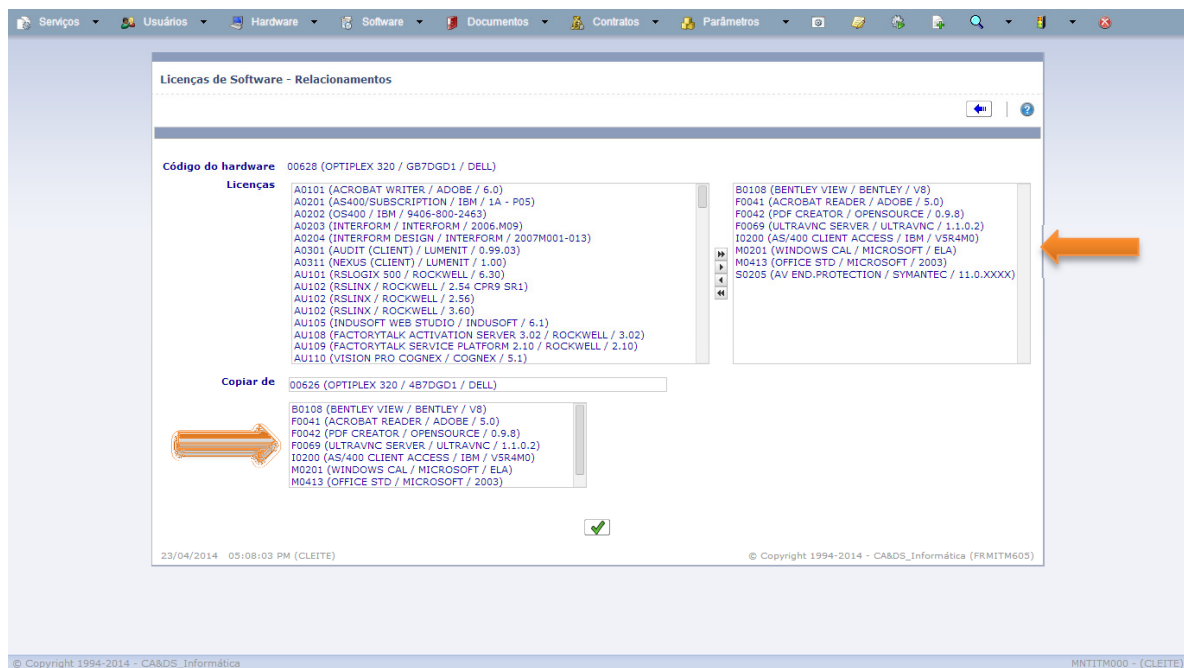 Serviços Usuários Hardware Software Documentos Contratos Parâmetros
Licenças de Software - Relacionamentos
Código do hardware 00628 (OPTIPLEX 320 / GB7DGD1 / DELL)
Licenças
A0101 (ACROBAT WRITER / ADOBE / 6.0)
A0201 (AS400/SUBSCRIPTION / IBM / 1A - P05)
A0202 (OS400 / IBM / 9406-800-2463)
A0203 (INTERFORM / INTERFORM / 2006.M09)
A0204 (INTERFORM DESIGN / INTERFORM / 2007M001-013)
A0301 (AUDIT (CLIENT) / LUMENIT / 0.99.03)
A0311 (NEXUS (CLIENT) / LUMENIT / 1.00)
AU101 (RSLOGIX 500 / ROCKWELL / 6.30)
AU102 (RSLINX / ROCKWELL / 2.54 CPR9 SR1)
AU102 (RSLINX / ROCKWELL / 2.56)
AU102 (RSLINX / ROCKWELL / 3.60)
AU105 (INDUSOFT WEB STUDIO / INDUSOFT / 6.1)
AU108 (FACTORYTALK ACTIVATION SERVER 3.02 / ROCKWELL / 3.02)
AU109 (FACTORYTALK SERVICE PLATFORM 2.10 / ROCKWELL / 2.10)
AU110 (VISION PRO COGNEX / COGNEX / 5.1)
B0108 (BENTLEY VIEW / BENTLEY / V8)
F0041 (ACROBAT READER / ADOBE / 5.0)
F0042 (PDF CREATOR / OPENSOURCE / 0.9.8)
F0069 (ULTRAVNC SERVER / ULTRAVNC / 1.1.0.2)
I0200 (AS/400 CLIENT ACCESS / IBM / V5R4M0)
M0201 (WINDOWS CAL / MICROSOFT / ELA)
M0413 (OFFICE STD / MICROSOFT / 2003)
S0205 (AV END.PROTECTION / SYMANTEC / 11.0.XXXX)
Copiar de 00626 (OPTIPLEX 320 / 4B7DGD1 / DELL)
B0108 (BENTLEY VIEW / BENTLEY / V8)
F0041 (ACROBAT READER / ADOBE / 5.0)
F0042 (PDF CREATOR / OPENSOURCE / 0.9.8)
F0069 (ULTRAVNC SERVER / ULTRAVNC / 1.1.0.2)
I0200 (AS/400 CLIENT ACCESS / IBM / V5R4M0)
M0201 (WINDOWS CAL / MICROSOFT / ELA)
M0413 (OFFICE STD / MICROSOFT / 2003)
23/04/2014 05:08:03 PM (CLEITE) © Copyright 1994-2014 - CA&DS_Informática (FRMITM605)
© Copyright 1994-2014 - CA&DS_Informática MNTITM000 - (CLEITE)